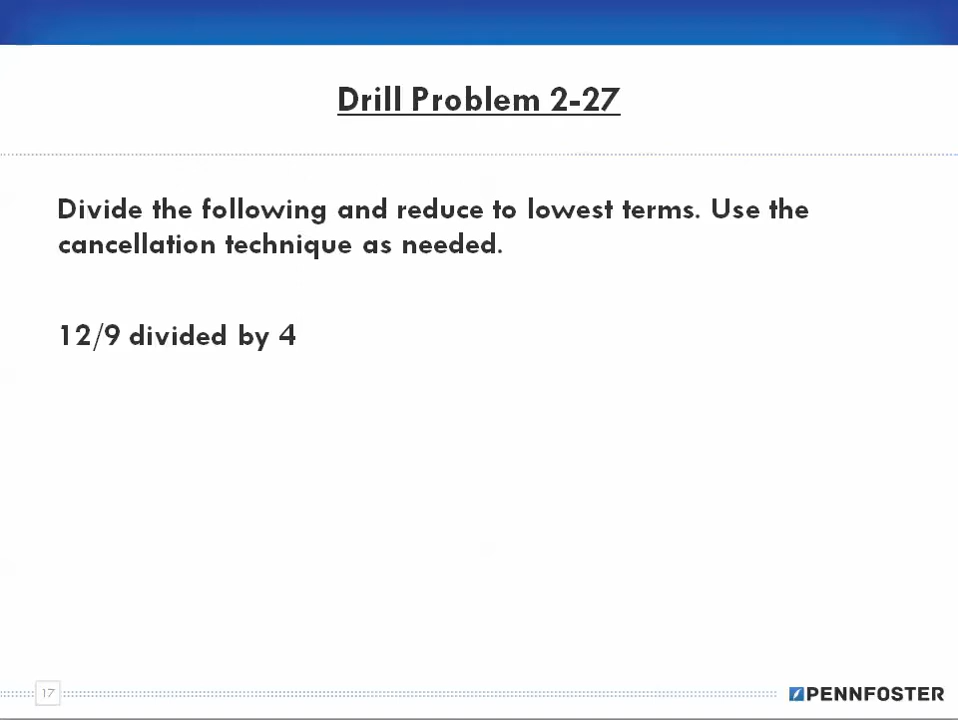 Drill Problem 2-27
Divide the following and reduce to lowest terms. Use the
cancellation technique as needed.
12/9 divided by 4
17
PENNFOSTER